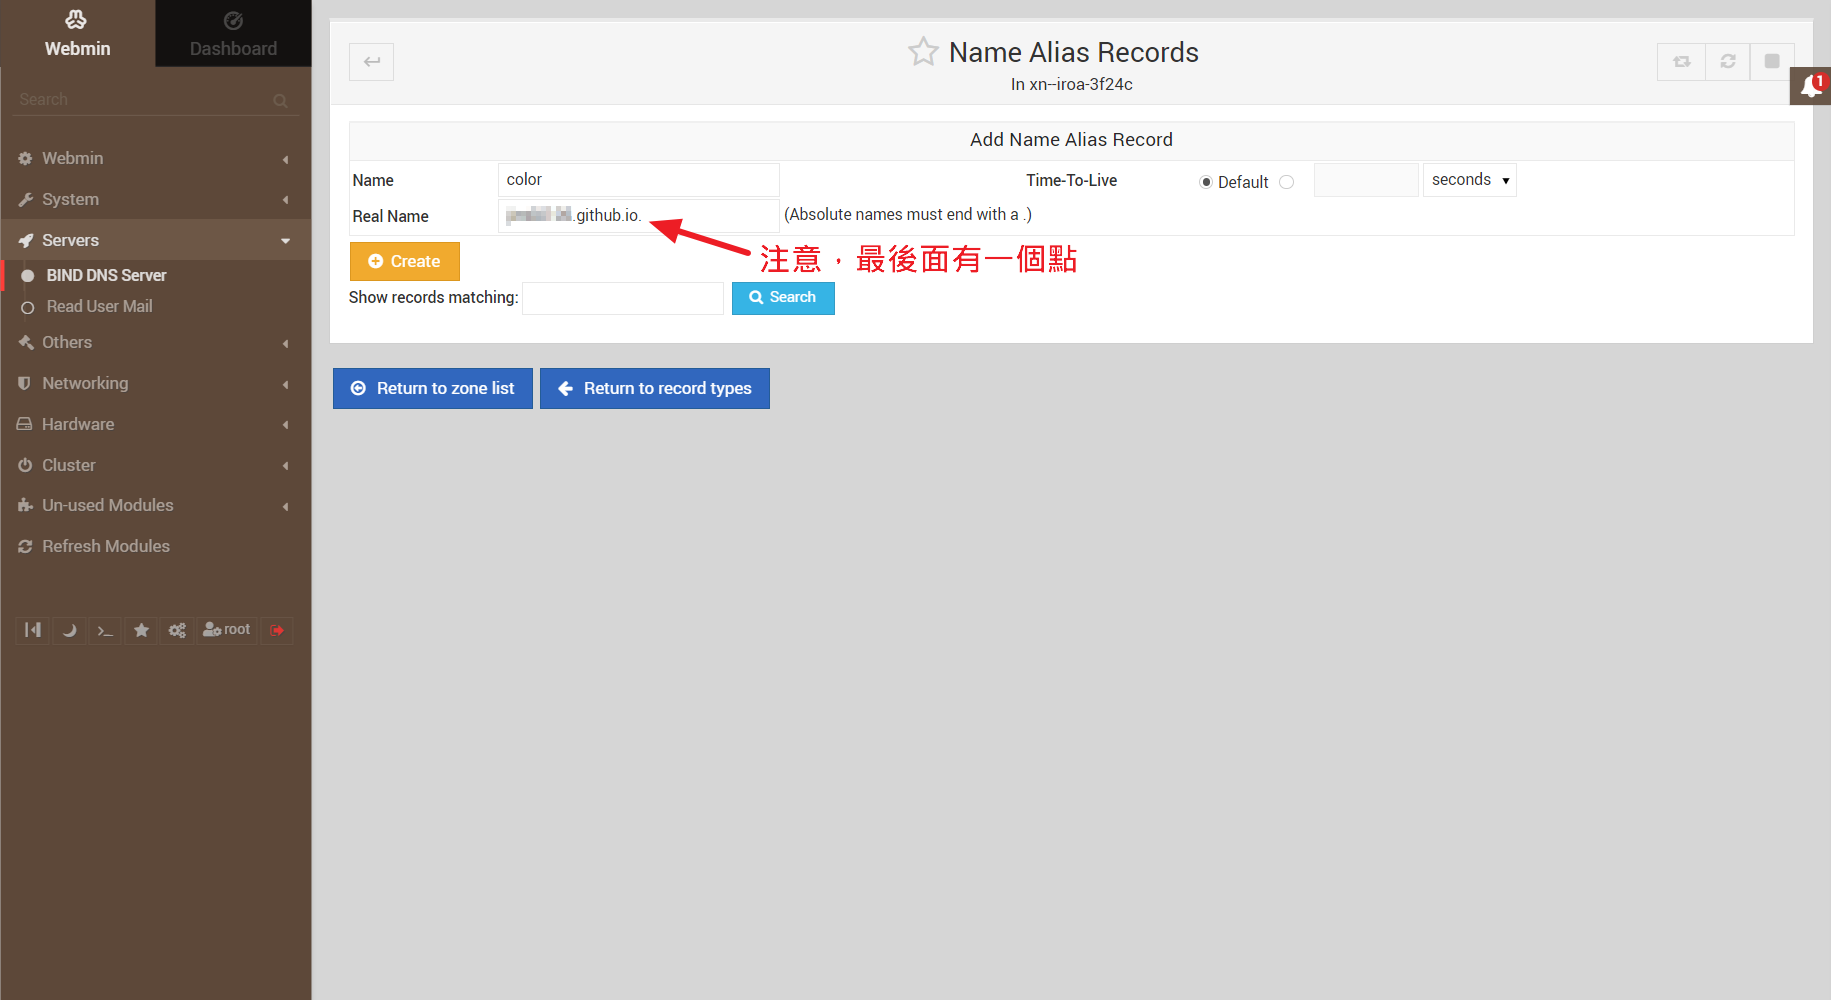 Webmin
Dashboard
Search
Webmin
System
Servers
BIND DNS Server
Read User Mail
Others
Networking
Hardware
Cluster
Un-used Modules
Refresh Modules
root
Name Alias Records
In xn--iroa-3f24c
1
Add Name Alias Record
Name color Time-To-Live Default seconds
Real Name .github.io. (Absolute names must end with a .)
注意，最後面有一個點
Create
Show records matching: Search
Return to zone list Return to record types